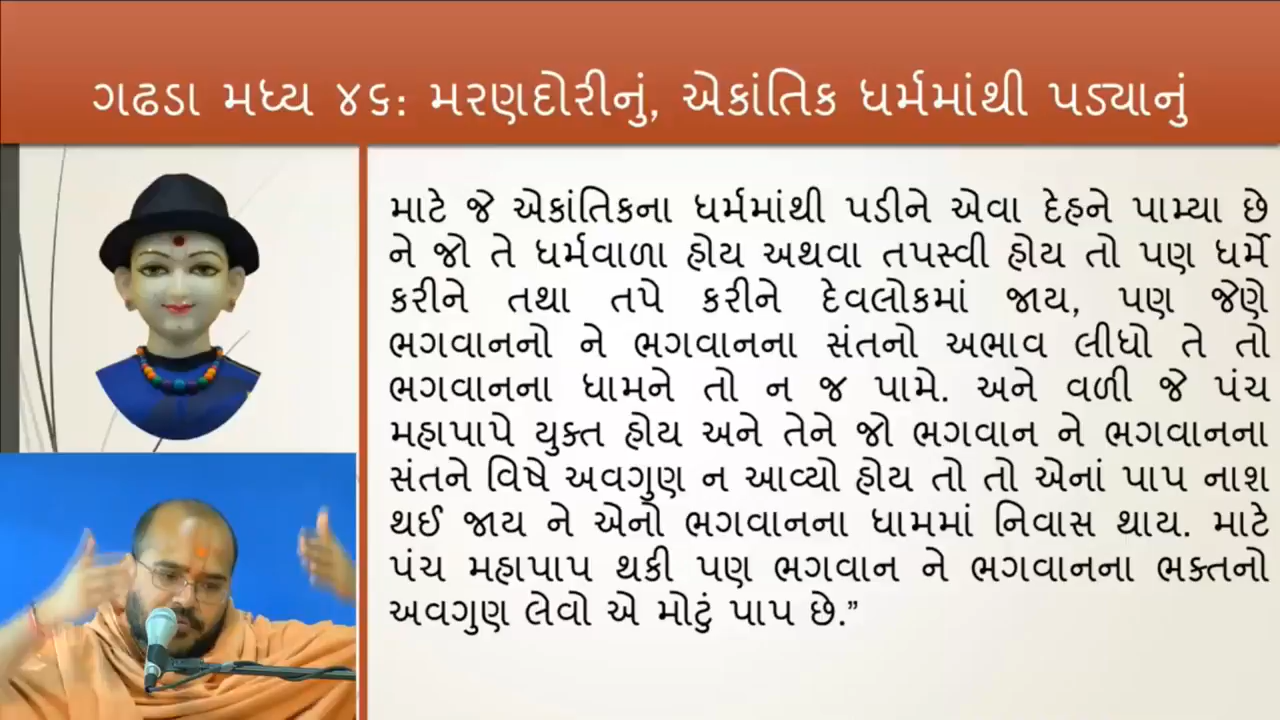 ગઢડા મધ્ય ૪૬: મરણદોરીનું, એકાંતિક ધર્મમાંથી પડ્યાનું
માટે જે એકાંતિકના ધર્મમાંથી પડીને એવા દેહને પામ્યા છે
ને જો તે ધર્મવાળા હોય અથવા તપસ્વી હોય તો પણ ધર્મે
કરીને તથા તપે કરીને દેવલોકમાં જાય, પણ જેણે
ભગવાનનો ને ભગવાનના સંતનો અભાવ લીધો તે તો
ભગવાનના ધામને તો ન જ પામે. અને વળી જે પંચ
મહાપાપે યુક્ત હોય અને તેને જો ભગવાન ને ભગવાનના
સંતને વિષે અવગુણ ન આવ્યો હોય તો તો એનાં પાપ નાશ
થઈ જાય ને એનો ભગવાનના ધામમાં નિવાસ થાય. માટે
પંચ મહાપાપ થકી પણ ભગવાન ને ભગવાનના ભક્તનો
અવગુણ લેવો એ મોટું પાપ છે.”